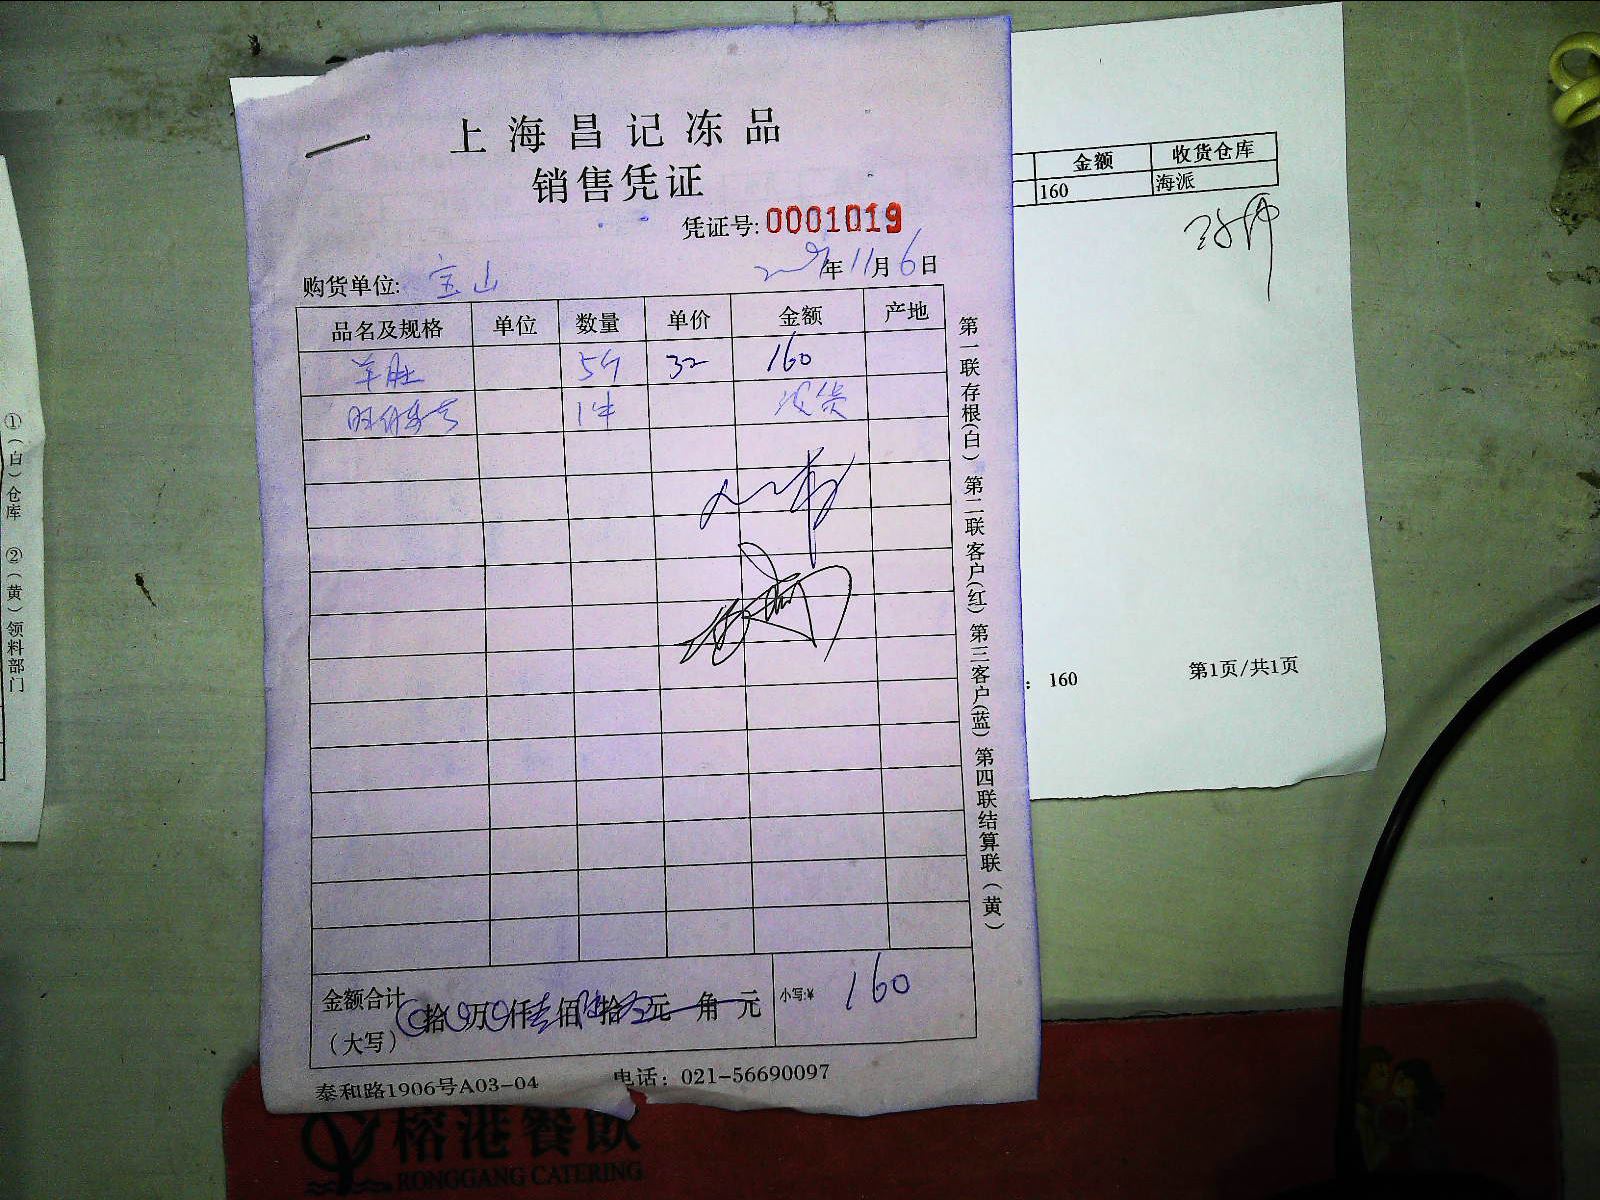 上海昌记冻品
销售凭证
凭证号: 0001019
购货单位: 宝山
年 11月 6日
品名及规格 单位 数量 单价 金额 产地
羊肚 5斤 32 160
1件
金额合计
(大写)
拾 万 仟 壹 佰 陆 拾 元 角 元
小写:¥ 160
泰和路1906号A03-04 电话: 021-56690097
第一联存根(白) 第二联客户(红) 第三客户(蓝) 第四联结算联(黄)
金额 收货仓库
160 海派
: 160 第1页/共1页
①(白)仓库 ②(黄)领料部门
榕港餐飲
RONGGANG CATERING